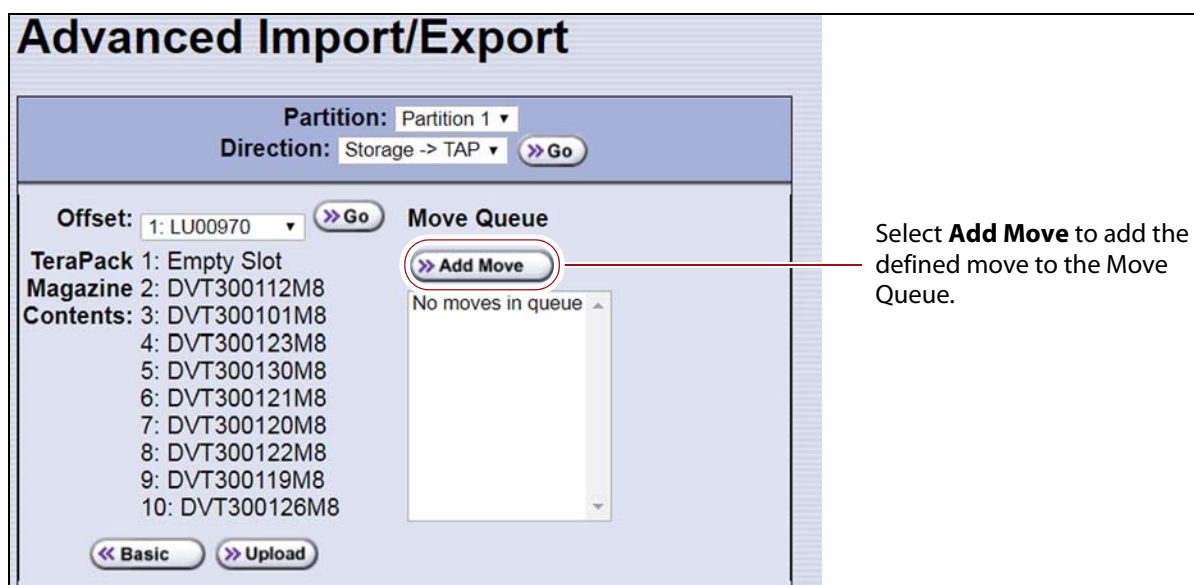 Advanced Import/Export
Partition: Partition 1
Direction: Storage -> TAP >> Go
Offset: 1: LU00970 >> Go
TeraPack 1: Empty Slot
Magazine 2: DVT300112M8
Contents: 3: DVT300101M8
4: DVT300123M8
5: DVT300130M8
6: DVT300121M8
7: DVT300120M8
8: DVT300122M8
9: DVT300119M8
10: DVT300126M8
<< Basic >> Upload
Move Queue
>> Add Move
No moves in queue
Select Add Move to add the
defined move to the Move
Queue.